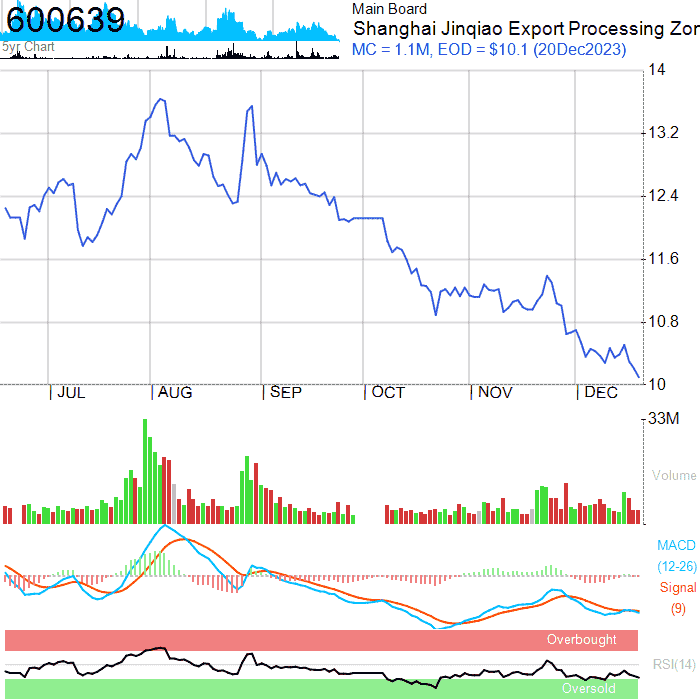 600639
5yr Chart
Main Board
Shanghai Jinqiao Export Processing Zon
MC = 1.1M, EOD = $10.1 (20Dec2023)
14
13.2
12.4
11.6
10.8
10
JUL
AUG
SEP
OCT
NOV
DEC
33M
Volume
MACD
(12-26)
Signal
(9)
Overbought
RSI(14)
Oversold